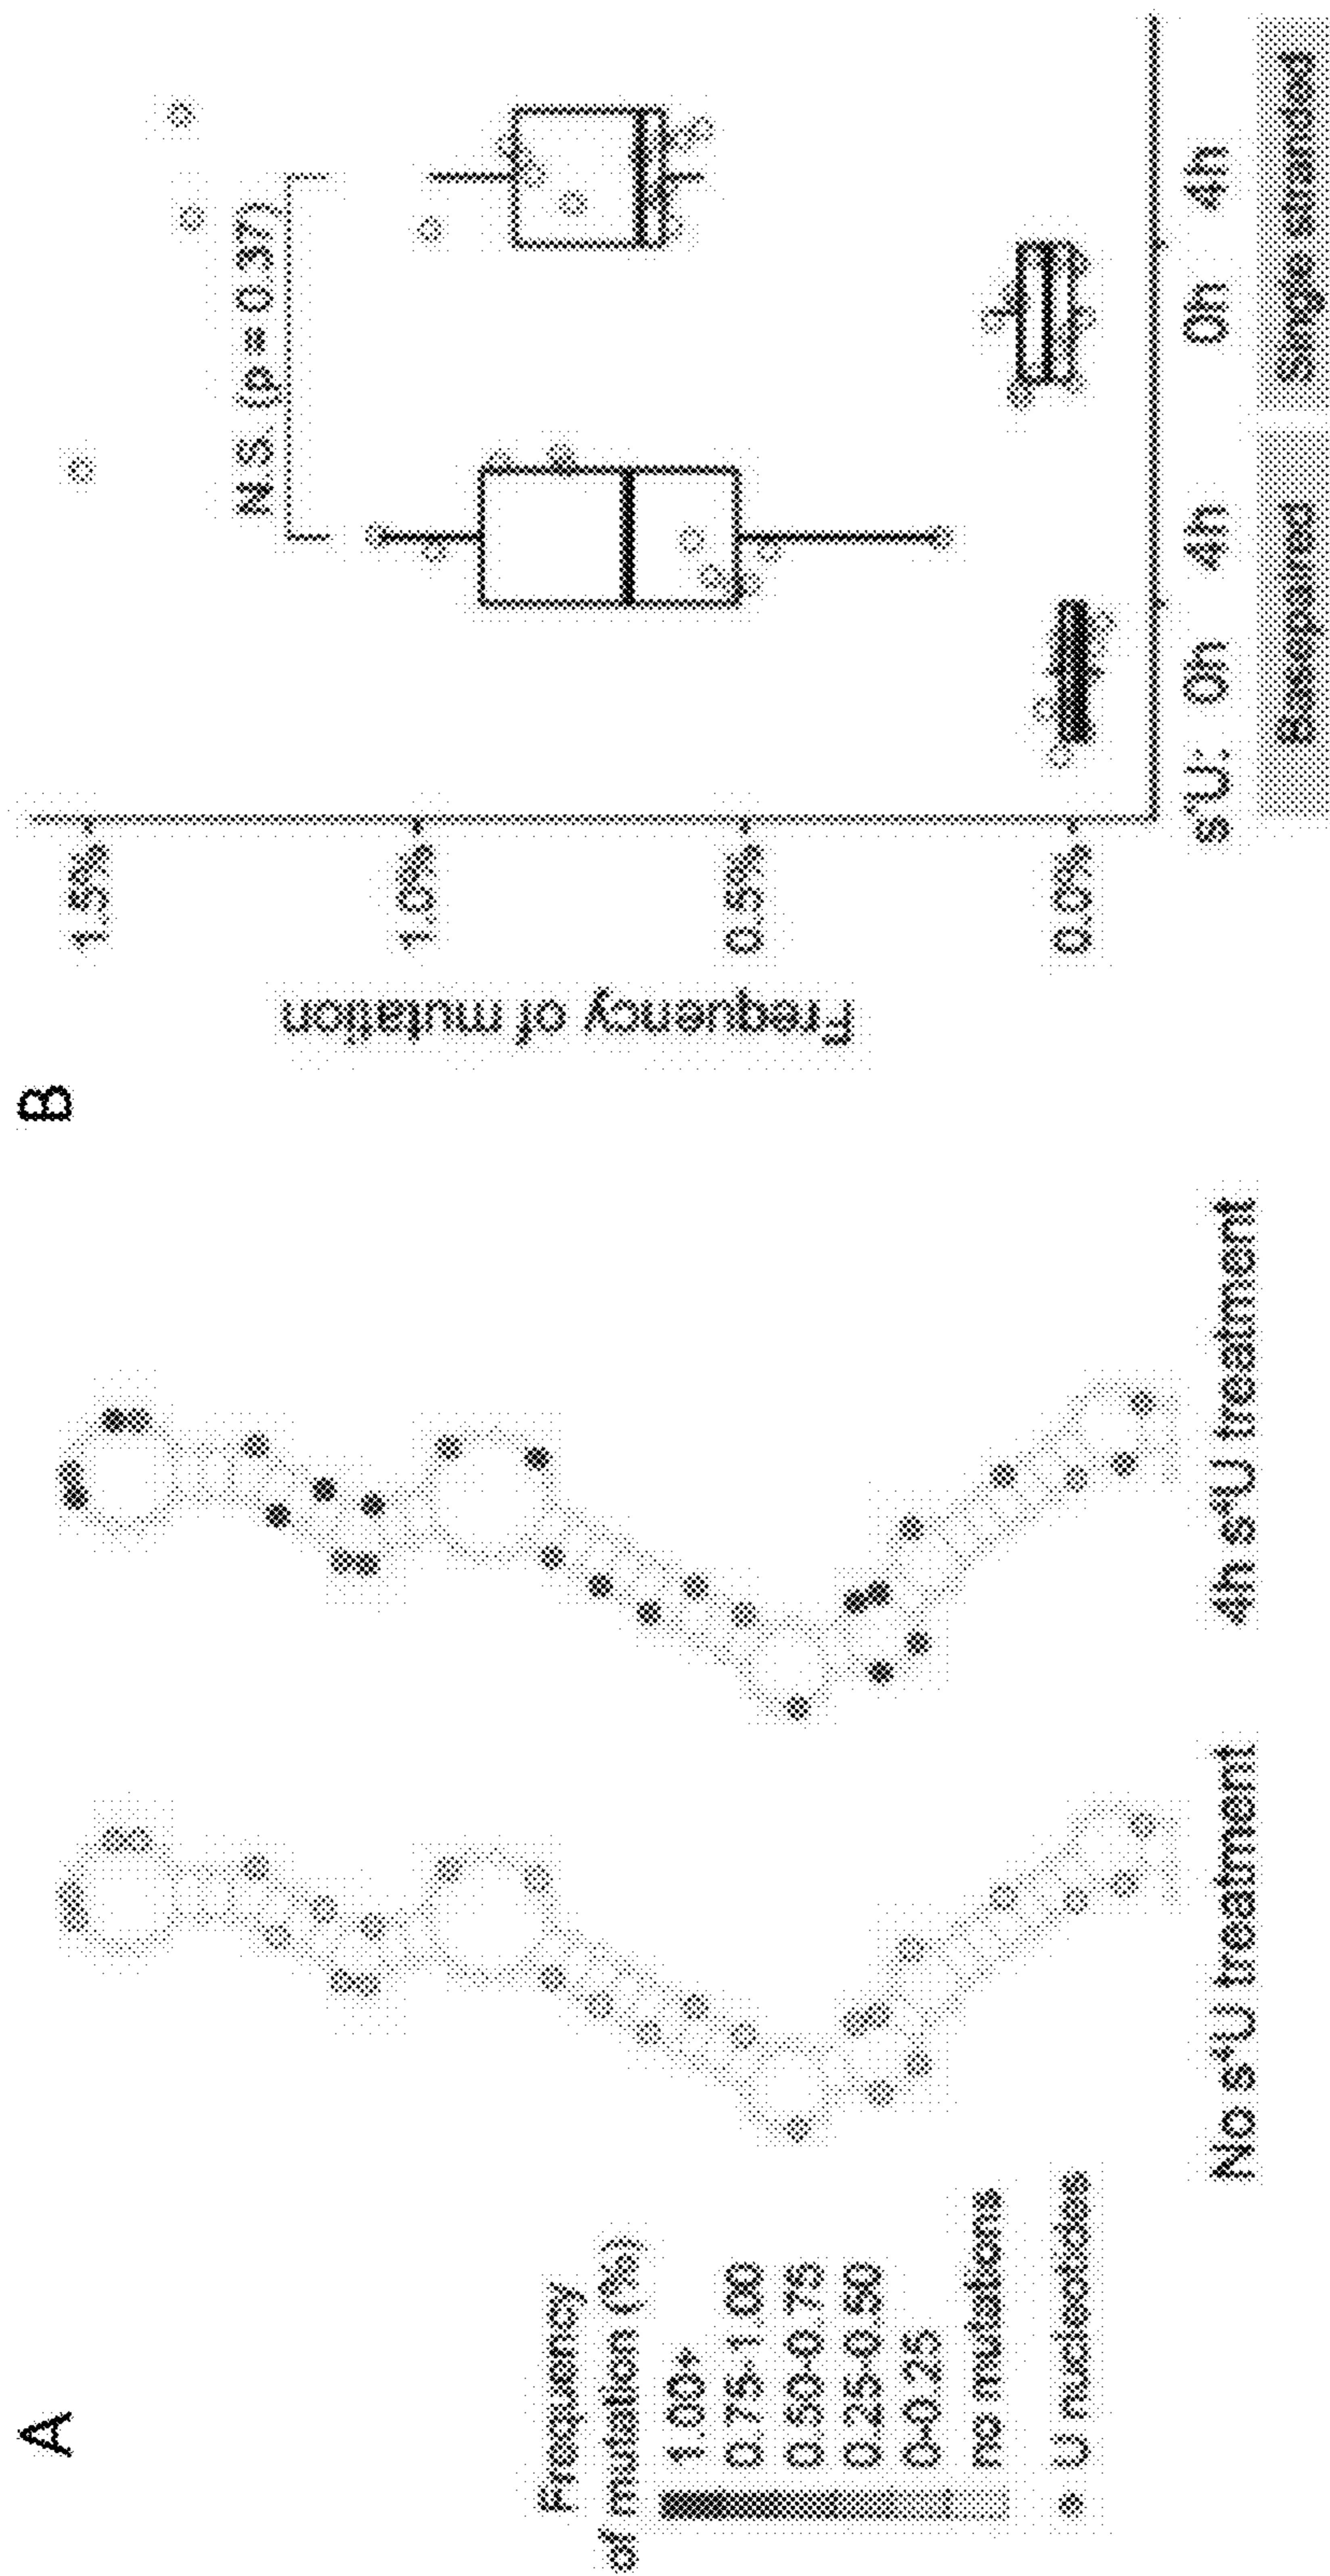 A
Frequency
of mutation (%)
1.00+
0.75-1.00
0.50-0.75
0.25-0.50
0-0.25
no mutations
U nucleotides
No s⁴U treatment
4h s⁴U treatment
B
Frequency of mutation
1.5%
1.0%
0.5%
0.0%
N.S. (p = 0.37)
s⁴U: 0h 4h 0h 4h
Basepaired Single stranded